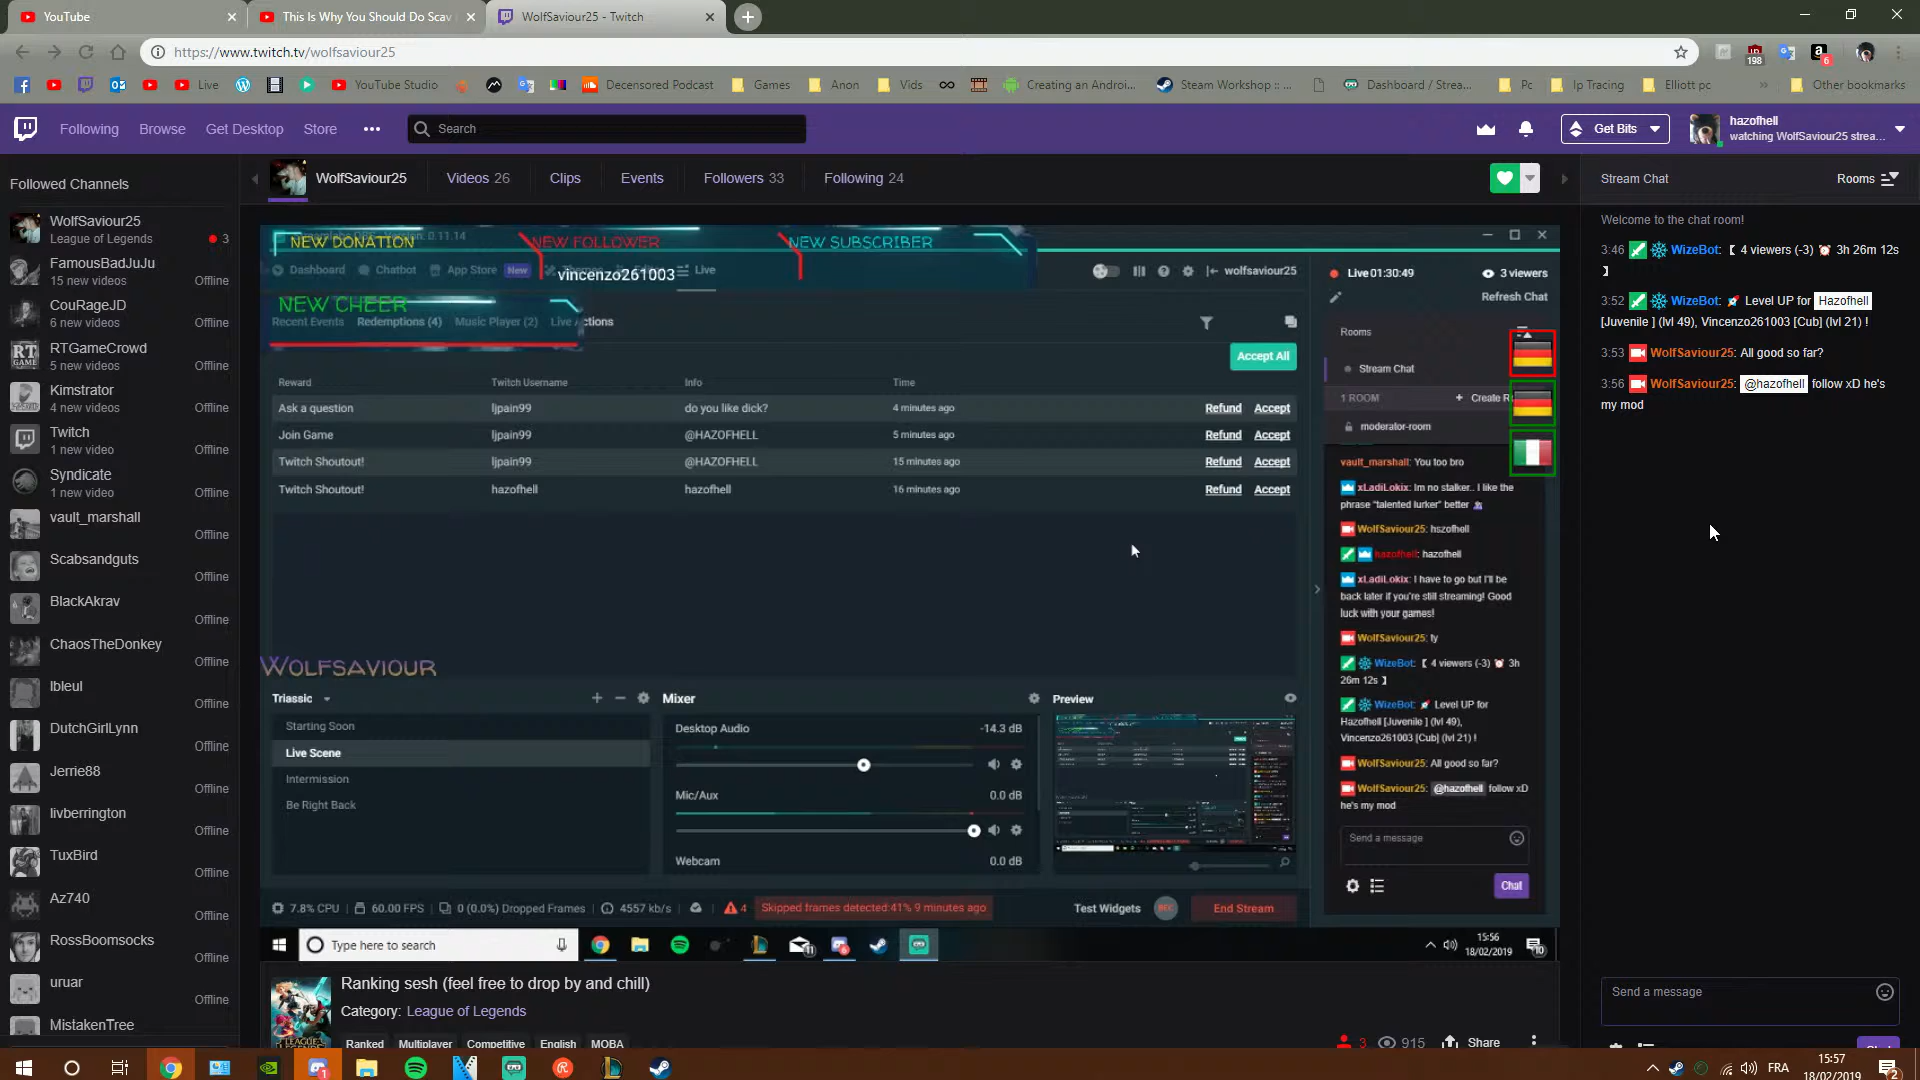 YouTube
This Is Why You Should Do Scav
WolfSaviour25 - Twitch
https://www.twitch.tv/wolfsaviour25
198
6
Live
YouTube Studio
Decensored Podcast
Games
Anon
Vids
Creating an Androi...
Steam Workshop :: ...
Dashboard / Strea...
Pc
Ip Tracing
Elliott pc
Other bookmarks
Following
Browse
Get Desktop
Store
Search
Get Bits
hazofhell
watching WolfSaviour25 strea...
Followed Channels
WolfSaviour25
League of Legends
3
FamousBadJuJu
15 new videos
Offline
CouRageJD
6 new videos
Offline
RTGameCrowd
5 new videos
Offline
Kimstrator
4 new videos
Offline
Twitch
1 new video
Offline
Syndicate
1 new video
Offline
vault_marshall
Offline
Scabsandguts
Offline
BlackAkrav
Offline
ChaosTheDonkey
Offline
DutchGirlLynn
Offline
Jerrie88
Offline
livberrington
Offline
TuxBird
Offline
Az740
Offline
RossBoomsocks
Offline
uruar
Offline
MistakenTree
WolfSaviour25
Videos 26
Clips
Events
Followers 33
Following 24
NEW DONATION
0.11.14
NEW FOLLOWER
NEW SUBSCRIBER
Dashboard
Chatbot
App Store
New
vincenzo261003
Live
wolfsaviour25
NEW CHEER
Recent Events
Redemptions (4)
Music Player (2)
Accept All
Reward
Twitch Username
Info
Time
Ask a question
ljpain99
do you like dick?
4 minutes ago
Refund
Accept
Join Game
ljpain99
@HAZOFHELL
5 minutes ago
Refund
Accept
Twitch Shoutout!
ljpain99
@HAZOFHELL
15 minutes ago
Refund
Accept
Twitch Shoutout!
hazofhell
hazofhell
16 minutes ago
Refund
Accept
WOLFSAVIOUR
Triassic
Starting Soon
Live Scene
Intermission
Be Right Back
Mixer
Desktop Audio
-14.3 dB
Mic/Aux
0.0 dB
Webcam
0.0 dB
Preview
7.8% CPU
60.00 FPS
0 (0.0%) Dropped Frames
4557 kb/s
4
Skipped frames detected:41% 9 minutes ago
Test Widgets
REC
End Stream
Live 01:30:49
3 viewers
Refresh Chat
Rooms
Stream Chat
1 ROOM
moderator-room
vault_marshall: You too bro
xLadiLokix: Im no stalker.. I like the
phrase "talented lurker" better
WolfSaviour25: hszofhell
hazofhell: hazofhell
xLadiLokix: I have to go but I'll be
back later if you're still streaming! Good
luck with your games!
WolfSaviour25: ty
WizeBot: 【 4 viewers (-3) ⏰ 3h
26m 12s 】
WizeBot: 🚀 Level UP for
Hazofhell [Juvenile ] (lvl 49),
Vincenzo261003 [Cub] (lvl 21) !
WolfSaviour25: All good so far?
WolfSaviour25: @hazofhell follow xD
he's my mod
Send a message
Chat
Type here to search
15:56
18/02/2019
Ranking sesh (feel free to drop by and chill)
Category: League of Legends
Ranked
Multiplayer
Competitive
English
MOBA
3
915
Share
Stream Chat
Rooms
Welcome to the chat room!
3:46 WizeBot: 【 4 viewers (-3) ⏰ 3h 26m 12s
】
3:52 WizeBot: 🚀 Level UP for Hazofhell
[Juvenile ] (lvl 49), Vincenzo261003 [Cub] (lvl 21) !
3:53 WolfSaviour25: All good so far?
3:56 WolfSaviour25: @hazofhell follow xD he's
my mod
Send a message
FRA
15:57
18/02/2019
2